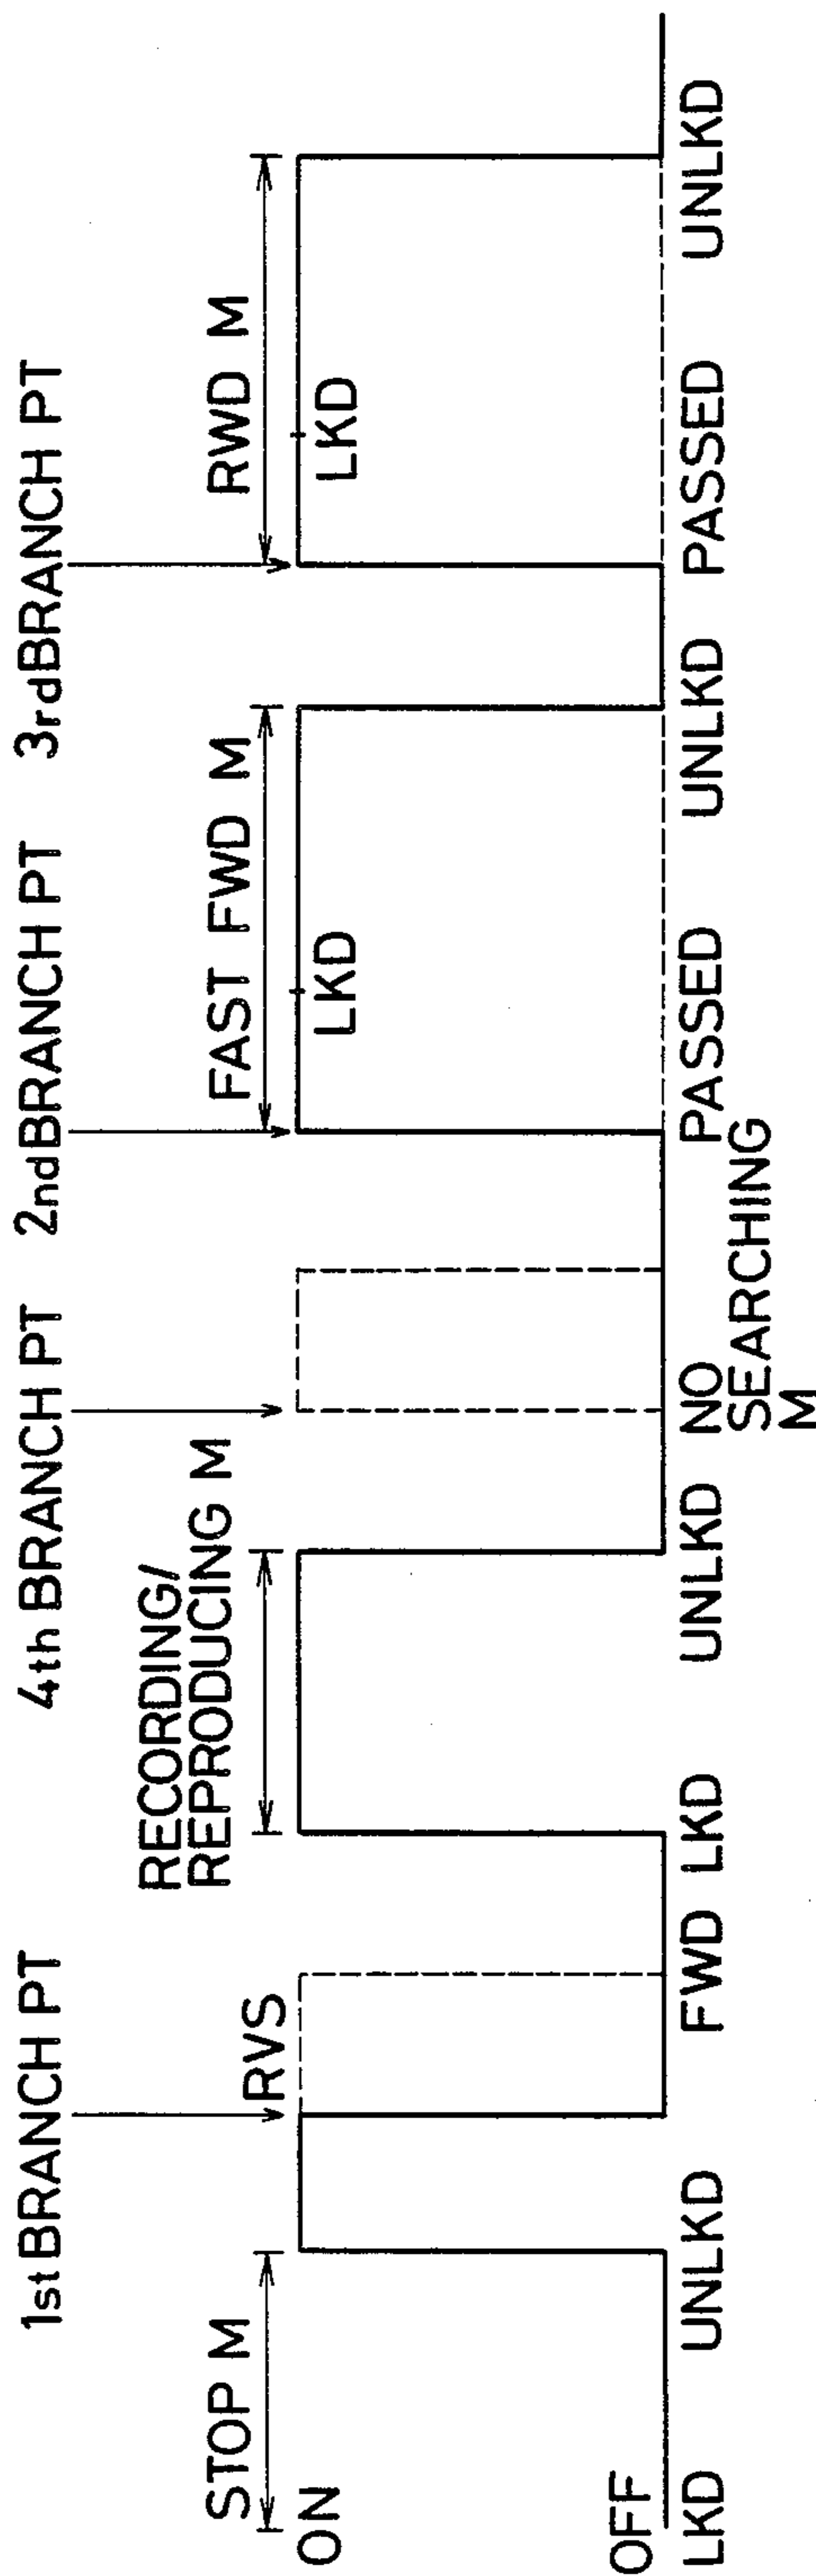 1st BRANCH PT
4th BRANCH PT
2nd BRANCH PT
3rd BRANCH PT
STOP M
RVS
RECORDING/
REPRODUCING M
FAST FWD M
RWD M
ON
LKD
LKD
OFF
LKD
UNLKD
FWD
LKD
UNLKD
NO
SEARCHING
M
PASSED
UNLKD
PASSED
UNLKD